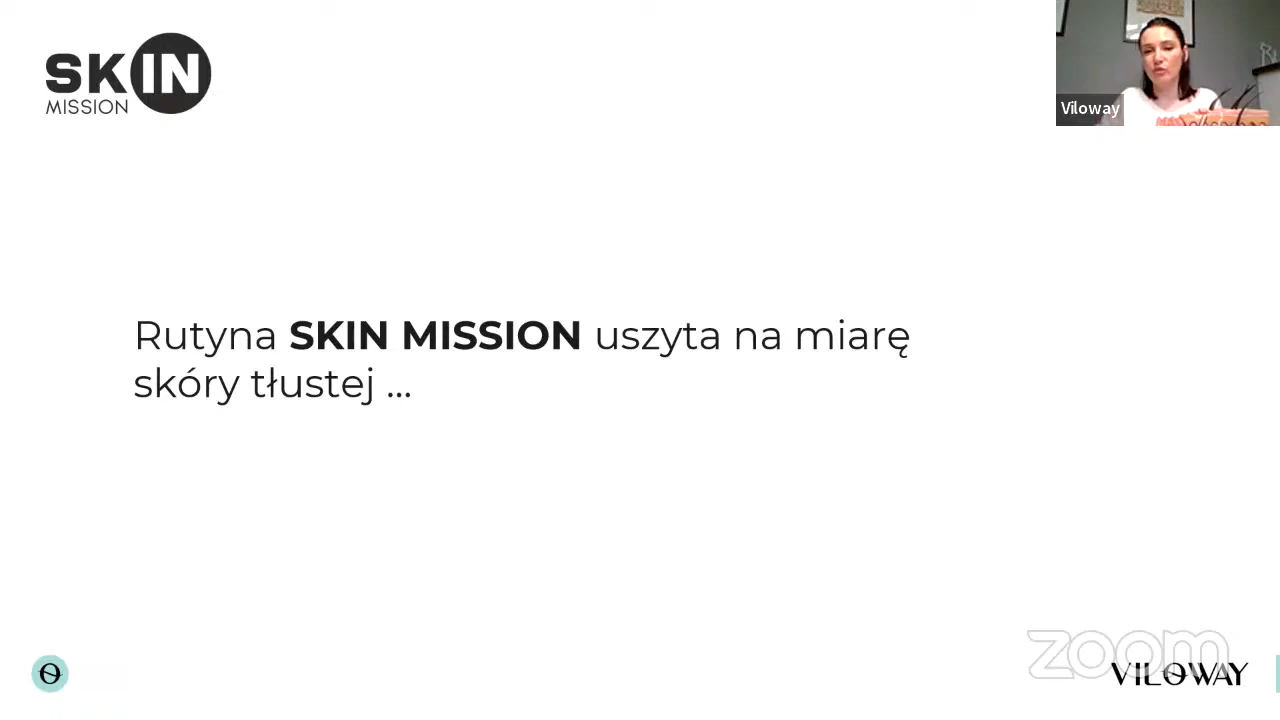 SKIN
MISSION
Viloway
Rutyna SKIN MISSION uszyta na miarę
skóry tłustej ...
zoom
VILOWAY